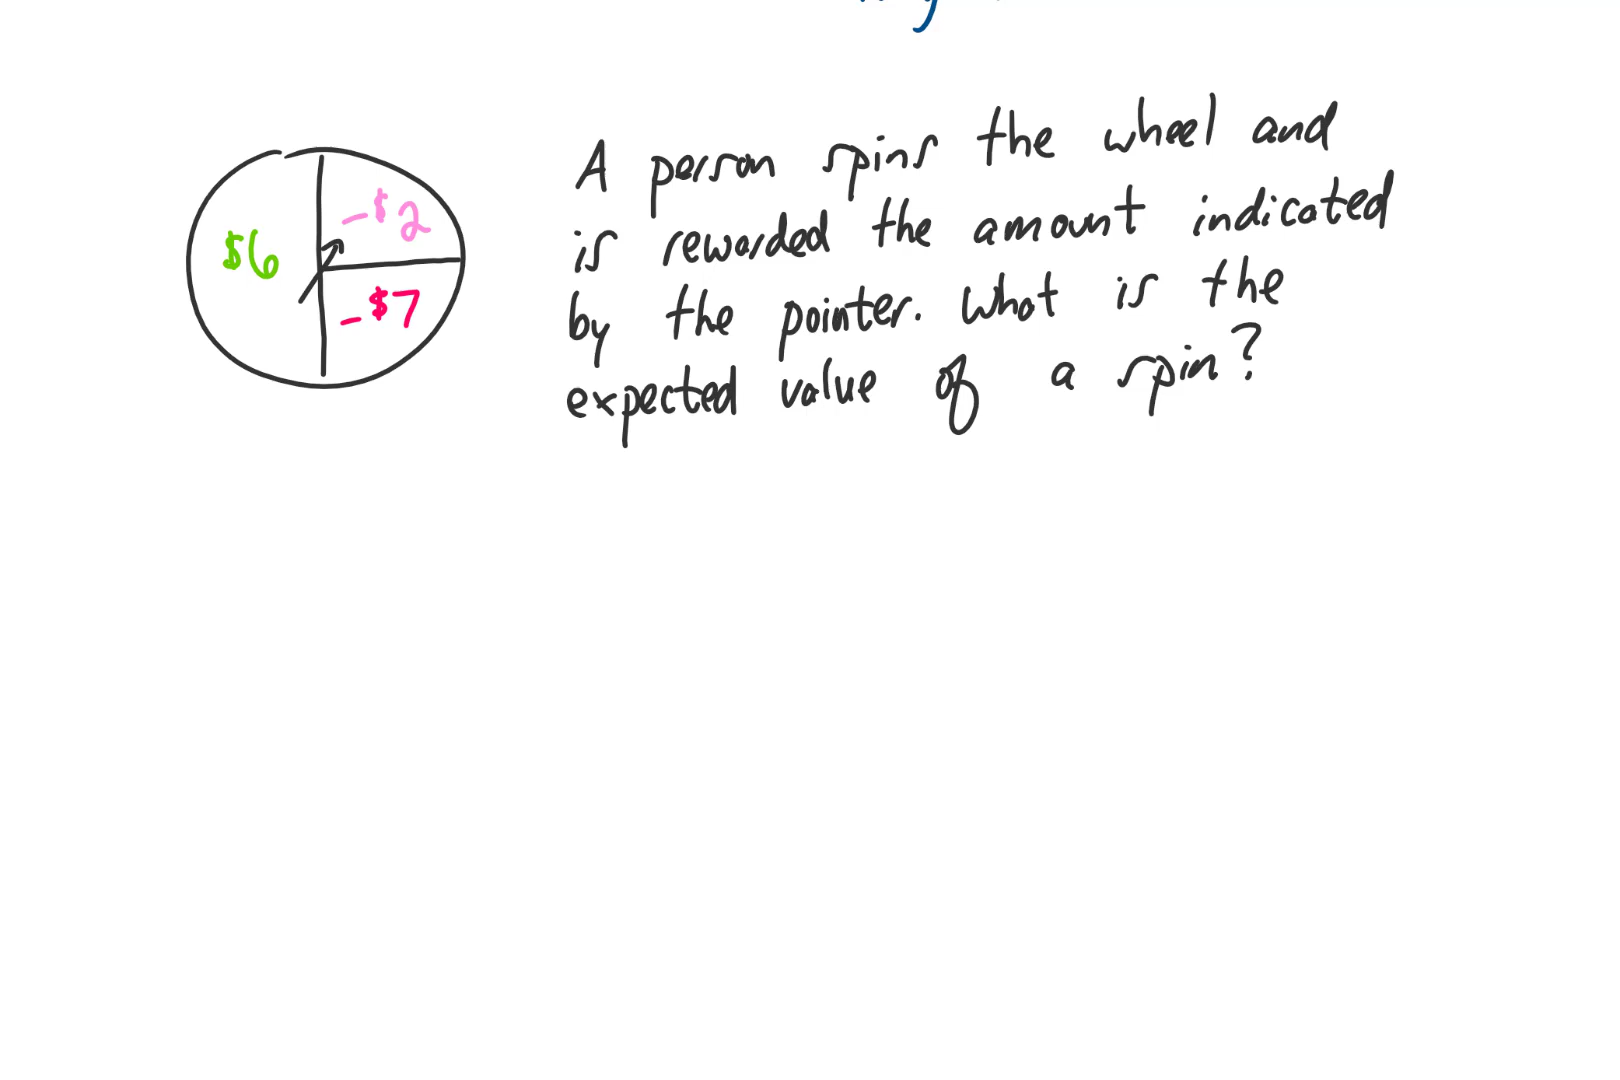 $6
-$2
-$7
A person spins the wheel and
is rewarded the amount indicated
by the pointer. What is the
expected value of a spin?